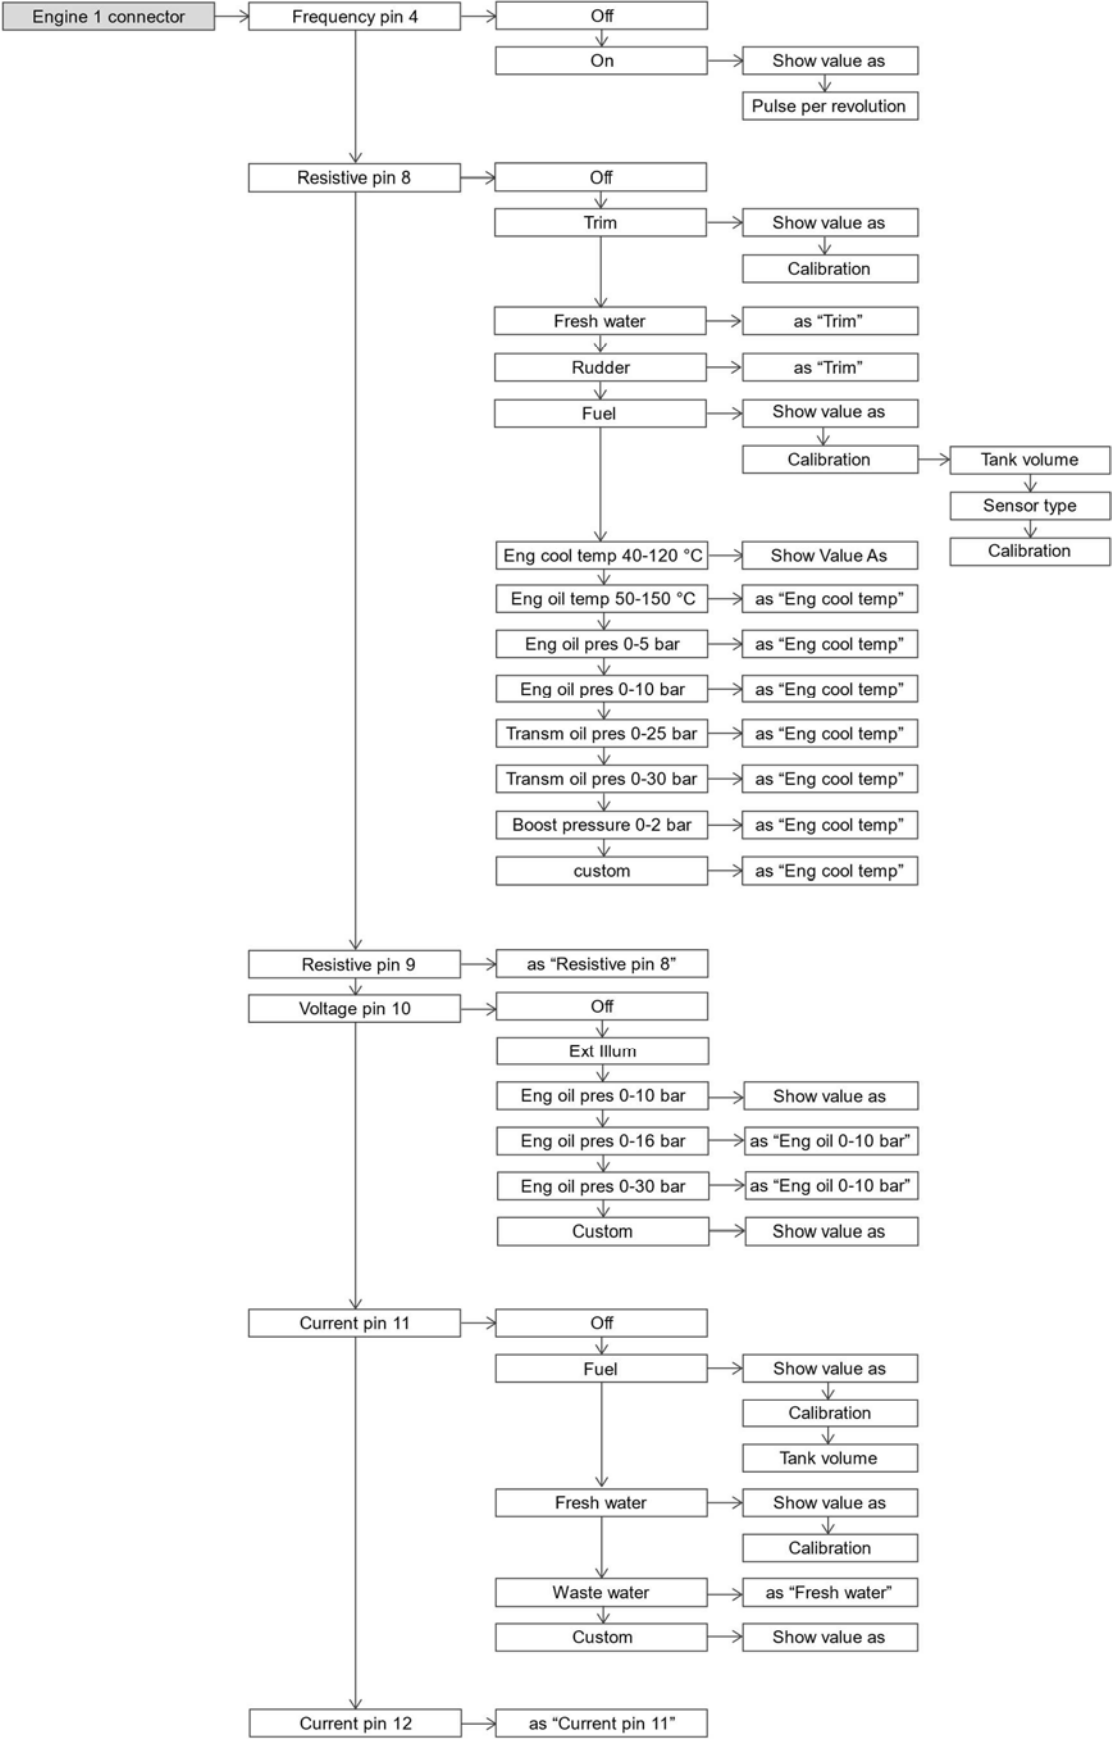 Engine 1 connector
Frequency pin 4
Off
On
Show value as
Pulse per revolution
Resistive pin 8
Off
Trim
Show value as
Calibration
Fresh water
as “Trim”
Rudder
as “Trim”
Fuel
Show value as
Calibration
Tank volume
Sensor type
Calibration
Eng cool temp 40-120 °C
Show Value As
Eng oil temp 50-150 °C
as “Eng cool temp”
Eng oil pres 0-5 bar
as “Eng cool temp”
Eng oil pres 0-10 bar
as “Eng cool temp”
Transm oil pres 0-25 bar
as “Eng cool temp”
Transm oil pres 0-30 bar
as “Eng cool temp”
Boost pressure 0-2 bar
as “Eng cool temp”
custom
as “Eng cool temp”
Resistive pin 9
as “Resistive pin 8”
Voltage pin 10
Off
Ext Illum
Eng oil pres 0-10 bar
Show value as
Eng oil pres 0-16 bar
as “Eng oil 0-10 bar”
Eng oil pres 0-30 bar
as “Eng oil 0-10 bar”
Custom
Show value as
Current pin 11
Off
Fuel
Show value as
Calibration
Tank volume
Fresh water
Show value as
Calibration
Waste water
as “Fresh water”
Custom
Show value as
Current pin 12
as “Current pin 11”